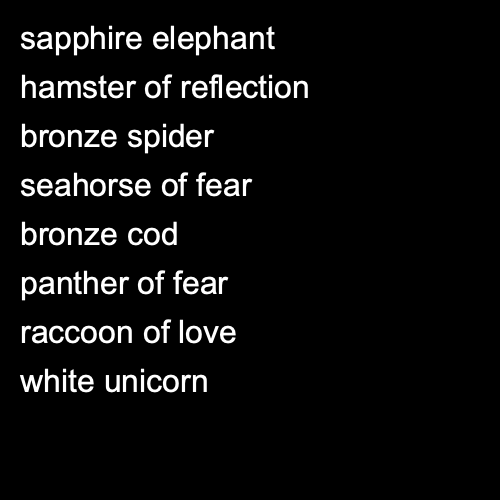 sapphire elephant
hamster of reflection
bronze spider
seahorse of fear
bronze cod
panther of fear
raccoon of love
white unicorn